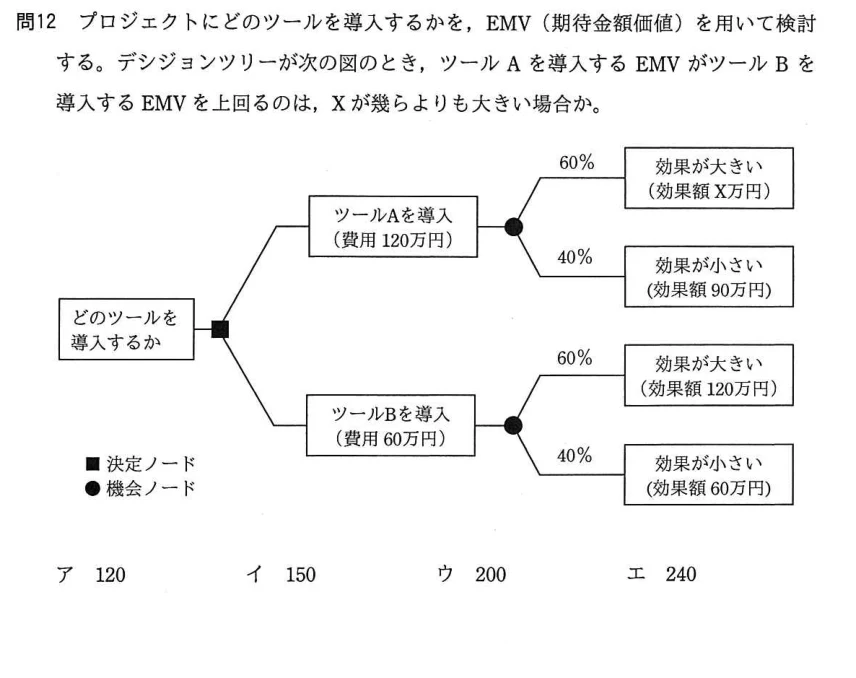 問12　プロジェクトにどのツールを導入するかを，EMV（期待金額価値）を用いて検討
する。デシジョンツリーが次の図のとき，ツール A を導入する EMV がツール B を
導入する EMV を上回るのは，X が幾らよりも大きい場合か。
60%
効果が大きい
（効果額 X万円）
ツールAを導入
（費用 120万円）
40%
効果が小さい
(効果額 90万円)
どのツールを
導入するか
60%
効果が大きい
（効果額 120万円）
ツールBを導入
（費用 60万円）
40%
効果が小さい
(効果額 60万円)
■ 決定ノード
● 機会ノード
ア　120　イ　150　ウ　200　エ　240